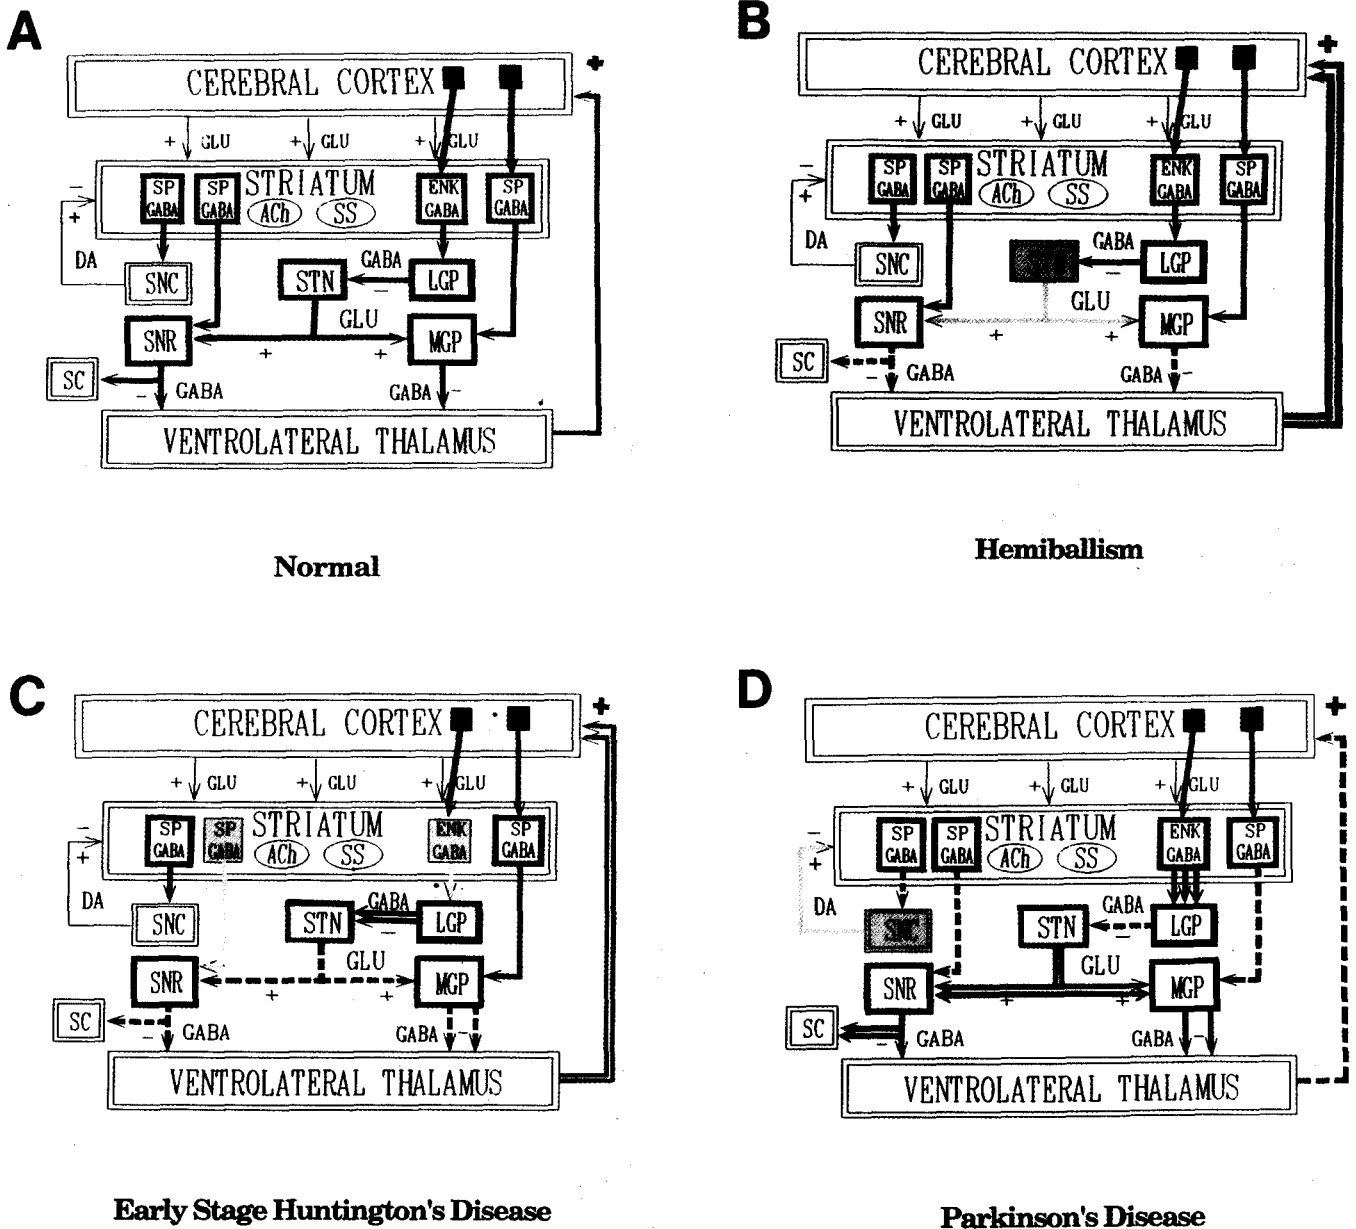 A
CEREBRAL CORTEX
+
+ GLU + GLU + GLU
STRIATUM
SP GABA
SP GABA
ACh SS
ENK GABA
SP GABA
−
+
DA
SNC
STN
GABA
−
LGP
SNR
GLU
+ +
MGP
SC
− GABA
GABA −
VENTROLATERAL THALAMUS
Normal
B
CEREBRAL CORTEX
+
+ GLU + GLU + GLU
STRIATUM
SP GABA
SP GABA
ACh SS
ENK GABA
SP GABA
−
+
DA
SNC
GABA
−
LGP
SNR
GLU
+ +
MGP
SC
− GABA
GABA −
VENTROLATERAL THALAMUS
Hemiballism
C
CEREBRAL CORTEX
+
+ GLU + GLU + GLU
STRIATUM
SP GABA
SP GABA
ACh SS
ENK GABA
SP GABA
−
+
DA
SNC
STN
GABA
−
LGP
SNR
GLU
+ +
MGP
SC
− GABA
GABA −
VENTROLATERAL THALAMUS
Early Stage Huntington's Disease
D
CEREBRAL CORTEX
+
+ GLU + GLU + GLU
STRIATUM
SP GABA
SP GABA
ACh SS
ENK GABA
SP GABA
−
+
DA
SNC
STN
GABA
−
LGP
SNR
GLU
+ +
MGP
SC
− GABA
GABA −
VENTROLATERAL THALAMUS
Parkinson's Disease